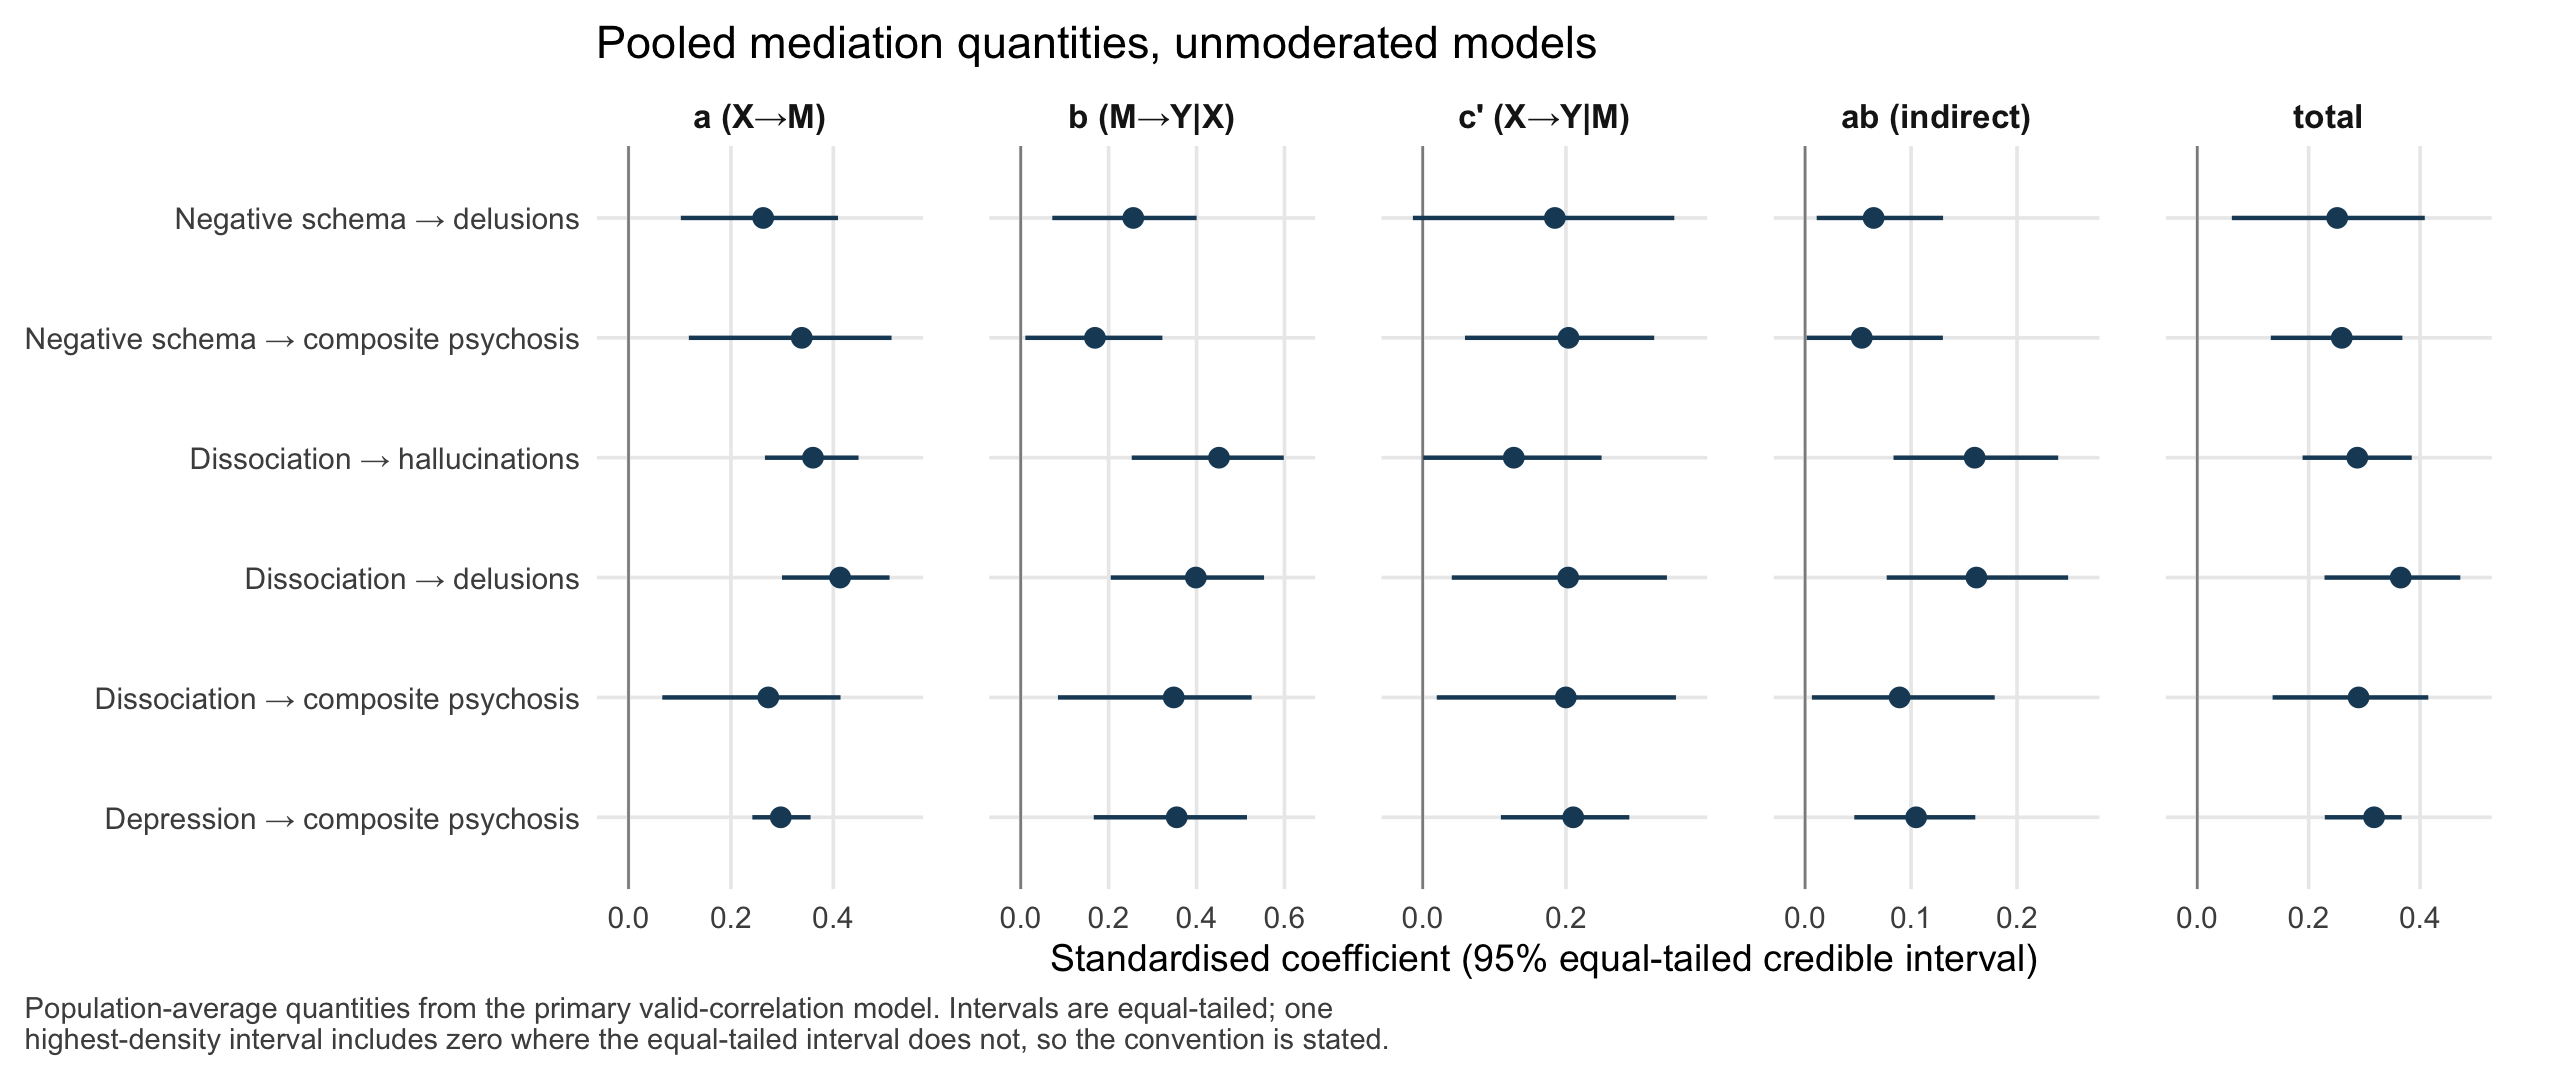 Pooled mediation quantities, unmoderated models
a (X→M)
b (M→Y|X)
c' (X→Y|M)
ab (indirect)
total
Negative schema → delusions
Negative schema → composite psychosis
Dissociation → hallucinations
Dissociation → delusions
Dissociation → composite psychosis
Depression → composite psychosis
0.0 0.2 0.4
0.0 0.2 0.4 0.6
0.0 0.2
0.0 0.1 0.2
0.0 0.2 0.4
Standardised coefficient (95% equal-tailed credible interval)
Population-average quantities from the primary valid-correlation model. Intervals are equal-tailed; one
highest-density interval includes zero where the equal-tailed interval does not, so the convention is stated.